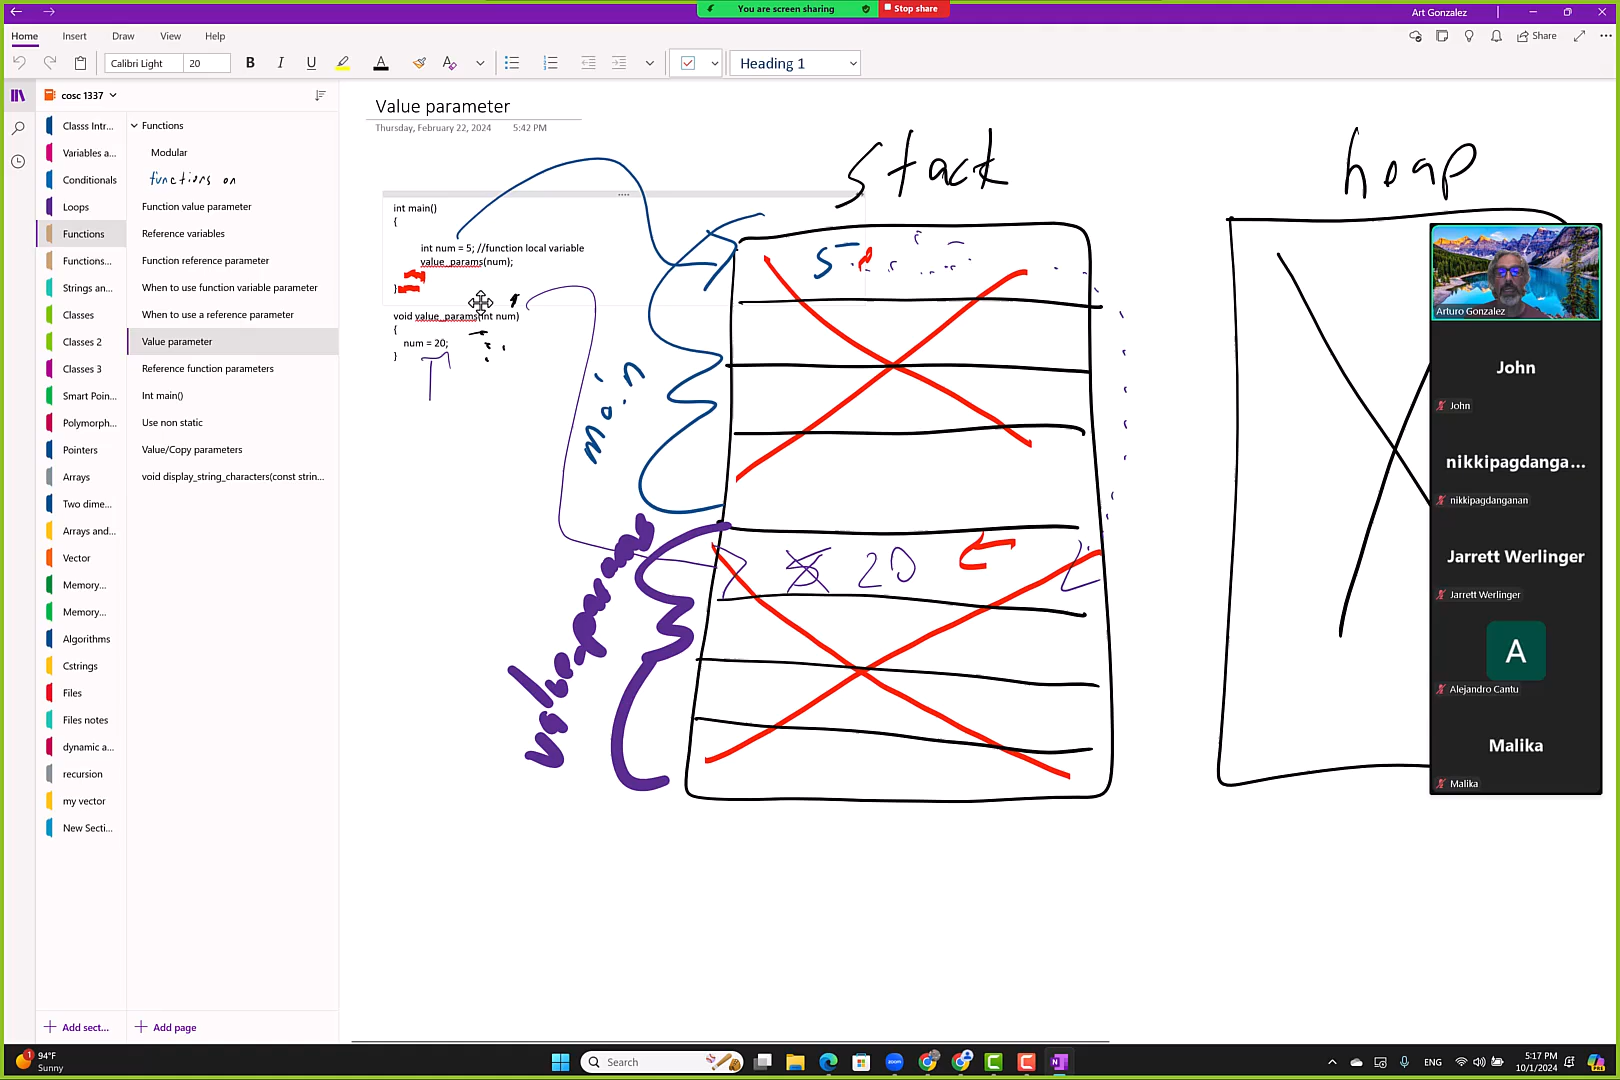 You are screen sharing
Stop share
Art Gonzalez
Home Insert Draw View Help
Share
Calibri Light 20 B I U A Heading 1
cosc 1337
Classs Intr...
Variables a...
Conditionals
Loops
Functions
Functions...
Strings an...
Classes
Classes 2
Classes 3
Smart Poin...
Polymorph...
Pointers
Arrays
Two dime...
Arrays and...
Vector
Memory...
Memory...
Algorithms
Cstrings
Files
Files notes
dynamic a...
recursion
my vector
New Secti...
Add sect...
Functions
Modular
functions on
Function value parameter
Reference variables
Function reference parameter
When to use function variable parameter
When to use a reference parameter
Value parameter
Reference function parameters
Int main()
Use non static
Value/Copy parameters
void display_string_characters(const strin...
Add page
Value parameter
Thursday, February 22, 2024 5:42 PM
int main()
{
int num = 5; //function local variable
value_params(num);
}
void value_params(int num)
{
num = 20;
}
stack
heap
5
main
5 20
value-params
Arturo Gonzalez
John
John
nikkipagdanga...
nikkipagdanganan
Jarrett Werlinger
Jarrett Werlinger
A
Alejandro Cantu
Malika
Malika
1
94°F
Sunny
Search
zoom
N
ENG
5:17 PM
10/1/2024